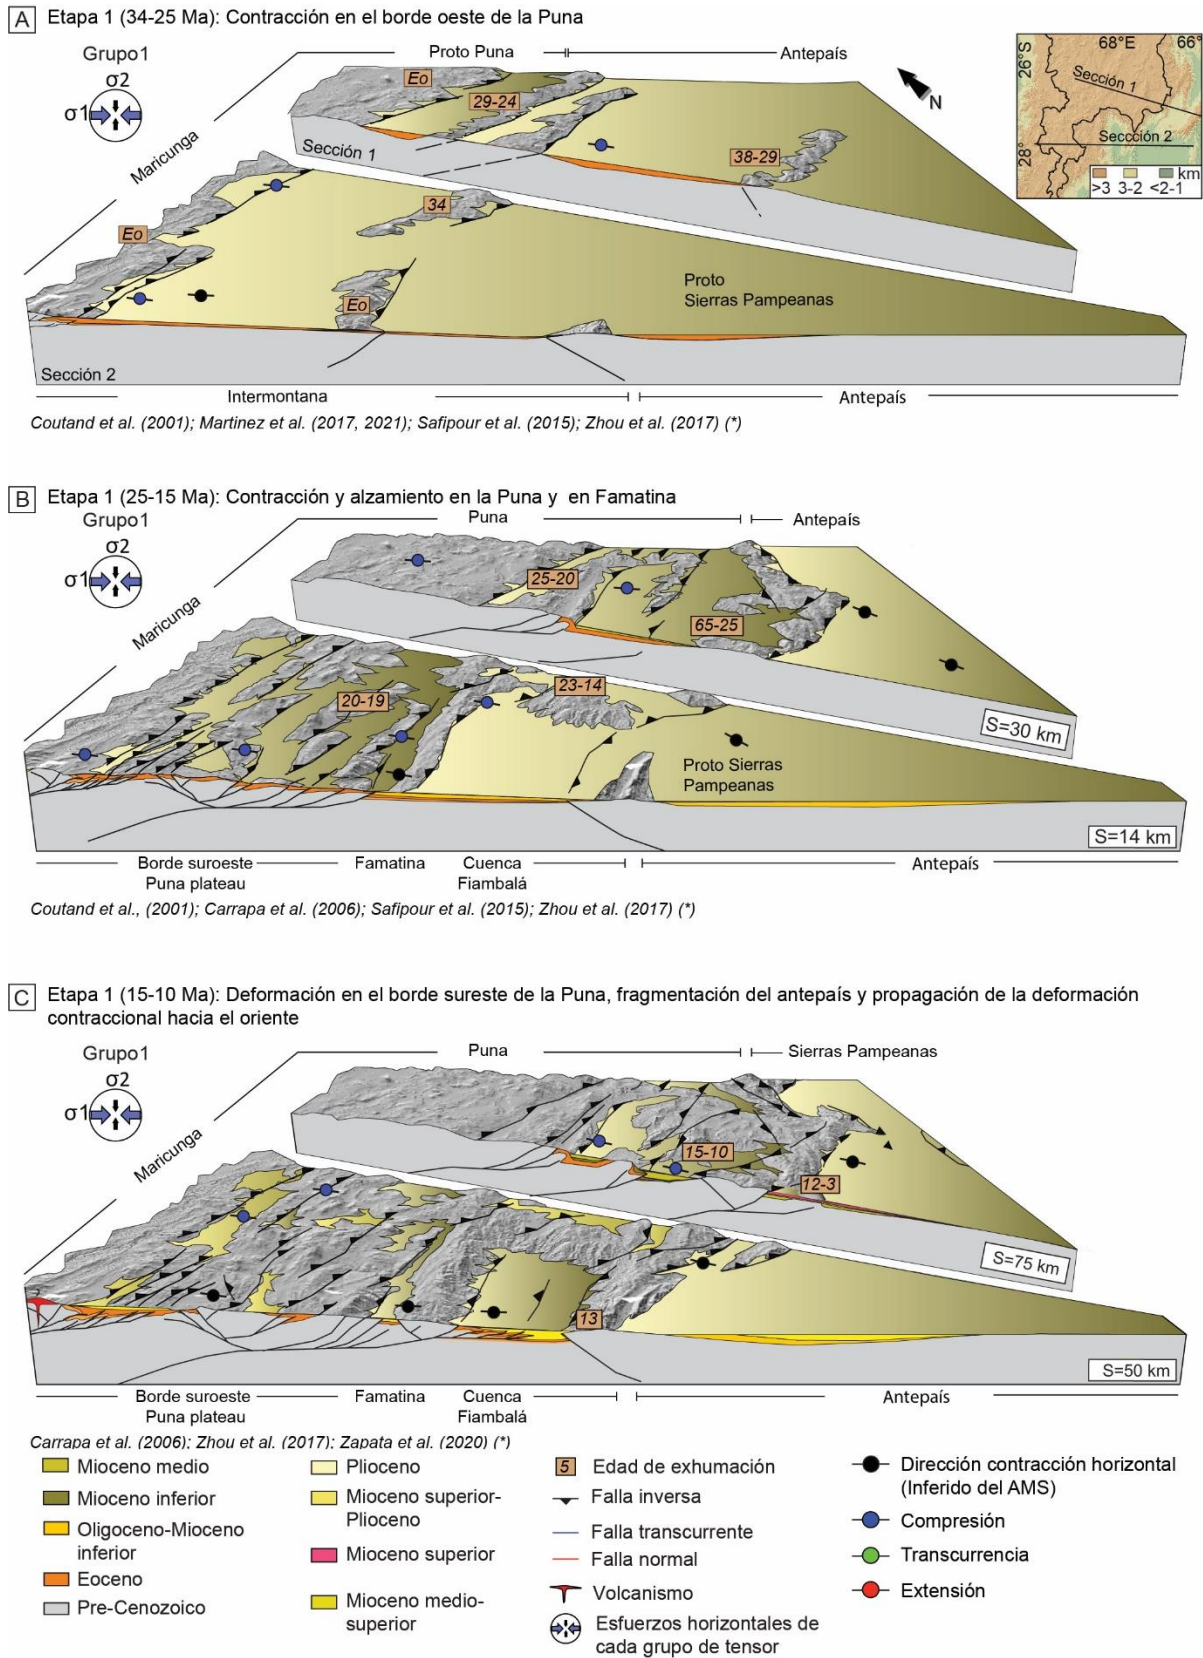 A Etapa 1 (34-25 Ma): Contracción en el borde oeste de la Puna
Grupo1
σ2
σ1
Maricunga
Proto Puna
Antepaís
N
26°S
28°
68°E
66°
Sección 1
Seccción 2
km
>3 3-2 <2-1
Eo
29-24
38-29
Sección 1
34
Eo
Eo
Proto
Sierras Pampeanas
Sección 2
Intermontana
Antepaís
Coutand et al. (2001); Martinez et al. (2017, 2021); Safipour et al. (2015); Zhou et al. (2017) (*)
B Etapa 1 (25-15 Ma): Contracción y alzamiento en la Puna y en Famatina
Grupo1
σ2
σ1
Maricunga
Puna
Antepaís
25-20
65-25
S=30 km
20-19
23-14
Proto Sierras
Pampeanas
S=14 km
Borde suroeste
Puna plateau
Famatina
Cuenca
Fiambalá
Antepaís
Coutand et al., (2001); Carrapa et al. (2006); Safipour et al. (2015); Zhou et al. (2017) (*)
C Etapa 1 (15-10 Ma): Deformación en el borde sureste de la Puna, fragmentación del antepaís y propagación de la deformación
contraccional hacia el oriente
Grupo1
σ2
σ1
Maricunga
Puna
Sierras Pampeanas
15-10
12-3
S=75 km
13
S=50 km
Borde suroeste
Puna plateau
Famatina
Cuenca
Fiambalá
Antepaís
Carrapa et al. (2006); Zhou et al. (2017); Zapata et al. (2020) (*)
Mioceno medio
Mioceno inferior
Oligoceno-Mioceno
inferior
Eoceno
Pre-Cenozoico
Plioceno
Mioceno superior-
Plioceno
Mioceno superior
Mioceno medio-
superior
5 Edad de exhumación
Falla inversa
Falla transcurrente
Falla normal
Volcanismo
Esfuerzos horizontales de
cada grupo de tensor
Dirección contracción horizontal
(Inferido del AMS)
Compresión
Transcurrencia
Extensión